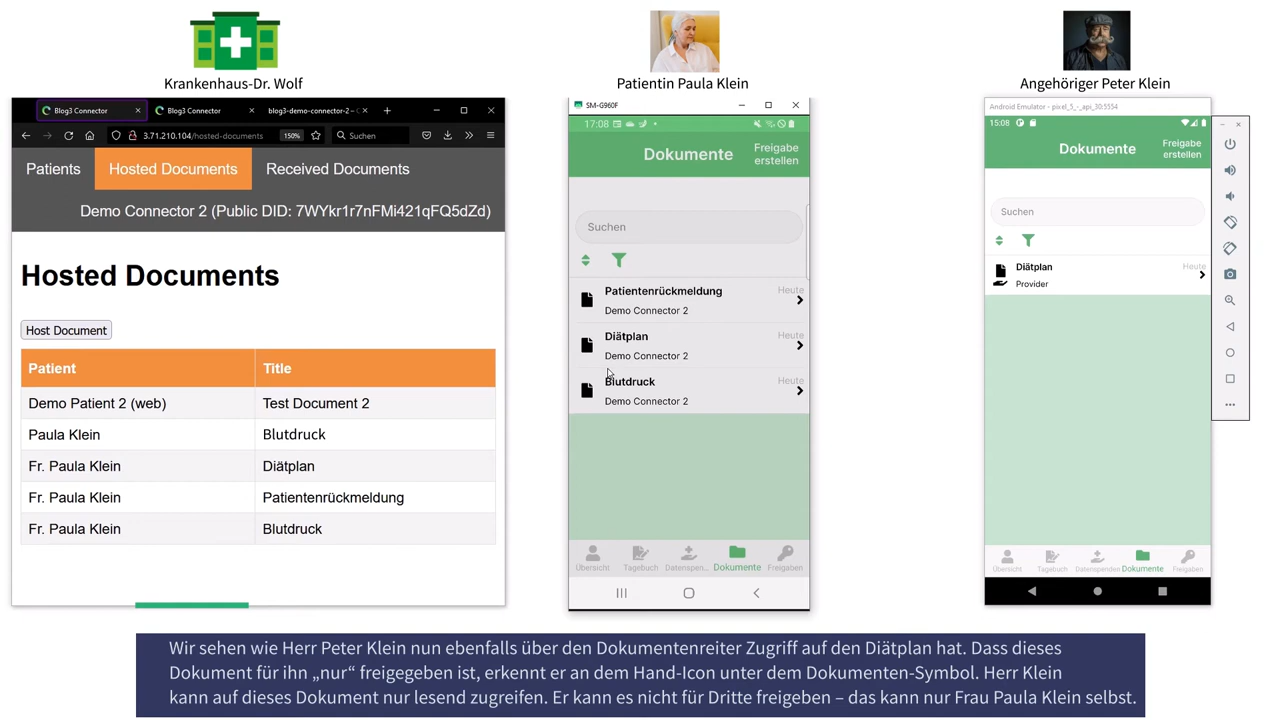 Krankenhaus-Dr. Wolf
Patientin Paula Klein
Angehöriger Peter Klein
Blog3 Connector
Blog3 Connector
blog3-demo-connector-2 – C
3.71.210.104/hosted-documents
150%
Suchen
Patients
Hosted Documents
Received Documents
Demo Connector 2 (Public DID: 7WYkr1r7nFMi421qFQ5dZd)
Hosted Documents
Host Document
Patient Title
Demo Patient 2 (web) Test Document 2
Paula Klein Blutdruck
Fr. Paula Klein Diätplan
Fr. Paula Klein Patientenrückmeldung
Fr. Paula Klein Blutdruck
SM-G960F
17:08
Dokumente
Freigabe
erstellen
Suchen
Patientenrückmeldung Heute
Demo Connector 2
Diätplan Heute
Demo Connector 2
Blutdruck Heute
Demo Connector 2
Übersicht Tagebuch Datenspen... Dokumente Freigaben
Android Emulator - pixel_5_-_api_30:5554
15:08
Dokumente
Freigabe
erstellen
Suchen
Diätplan Heute
Provider
Übersicht Tagebuch Datenspenden Dokumente Freigaben
Wir sehen wie Herr Peter Klein nun ebenfalls über den Dokumentenreiter Zugriff auf den Diätplan hat. Dass dieses
Dokument für ihn „nur“ freigegeben ist, erkennt er an dem Hand-Icon unter dem Dokumenten-Symbol. Herr Klein
kann auf dieses Dokument nur lesend zugreifen. Er kann es nicht für Dritte freigeben – das kann nur Frau Paula Klein selbst.